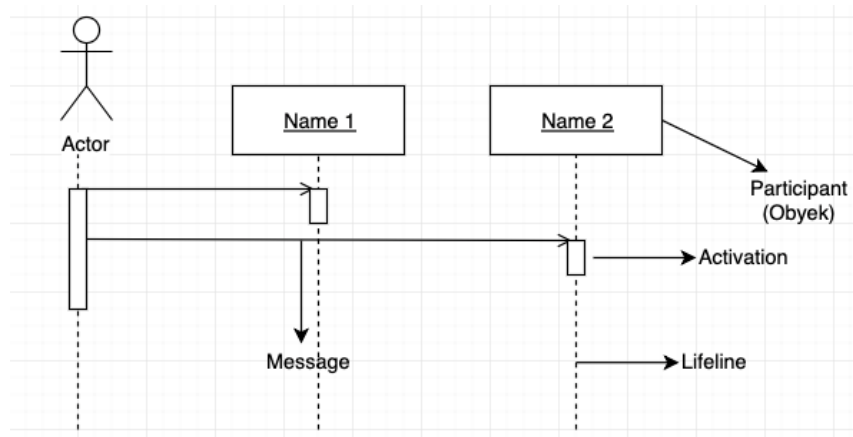 Actor
Name 1
Name 2
Participant
(Obyek)
Activation
Message
Lifeline